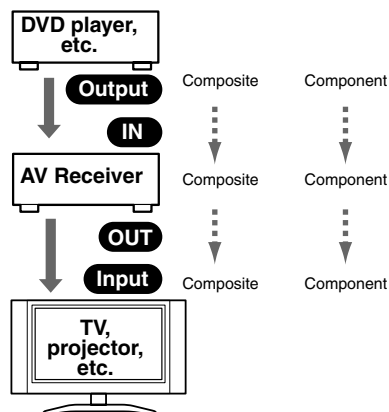 DVD player,
etc.
Output Composite Component
IN
AV Receiver Composite Component
OUT
Input Composite Component
TV,
projector,
etc.